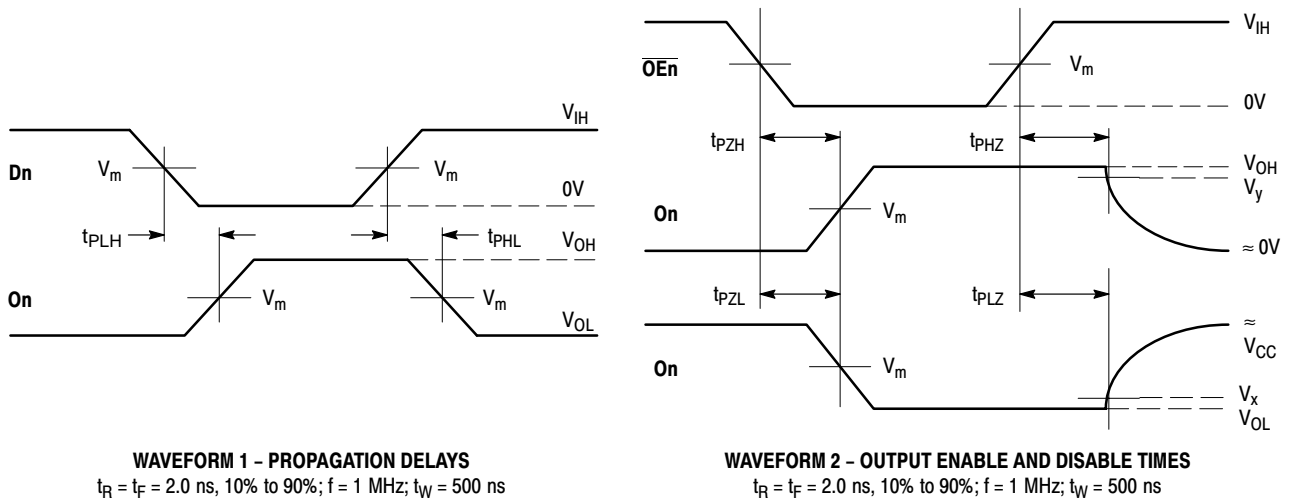 Dn
V_m
V_m
V_IH
0V
t_PLH
t_PHL
V_OH
On
V_m
V_m
V_OL
WAVEFORM 1 – PROPAGATION DELAYS
t_R = t_F = 2.0 ns, 10% to 90%; f = 1 MHz; t_W = 500 ns
V_IH
O̅E̅n̅
V_m
0V
t_PZH
t_PHZ
V_OH
V_y
On
V_m
≈ 0V
t_PZL
t_PLZ
≈
V_CC
On
V_m
V_x
V_OL
WAVEFORM 2 – OUTPUT ENABLE AND DISABLE TIMES
t_R = t_F = 2.0 ns, 10% to 90%; f = 1 MHz; t_W = 500 ns